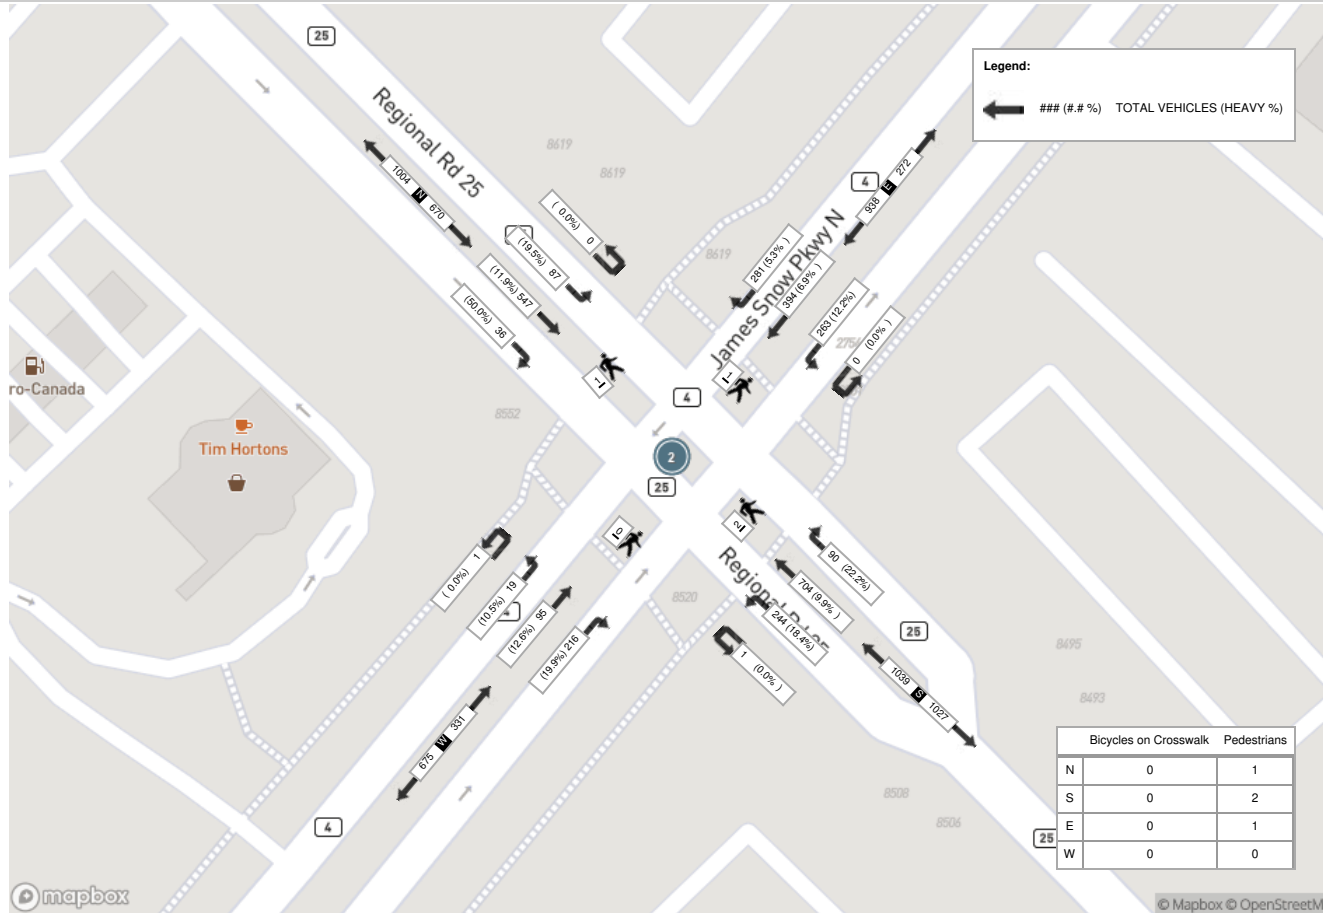 25
Regional Rd 25
8619
8619
8619
Legend:
### (#.# %) TOTAL VEHICLES (HEAVY %)
4
1004 N 670
( 0.0%) 0
(19.5%) 87
(11.9%) 547
(50.0%) 36
938 E 272
James Snow Pkwy N
281 (5.3% )
394 (6.9% )
263 (12.2%)
0 (0.0% )
ro-Canada
Tim Hortons
8552
1
1
4
2
25
0
2
( 0.0%) 1
(10.5%) 19
(12.6%) 95
(19.9%) 216
675 W 331
8520
90 (22.2%)
704 (9.9% )
244 (18.4%)
1 (0.0% )
1039 S 1027
25
8495
8493
8508
8506
4
25
Bicycles on Crosswalk Pedestrians
N 0 1
S 0 2
E 0 1
W 0 0
mapbox
© Mapbox © OpenStreetM